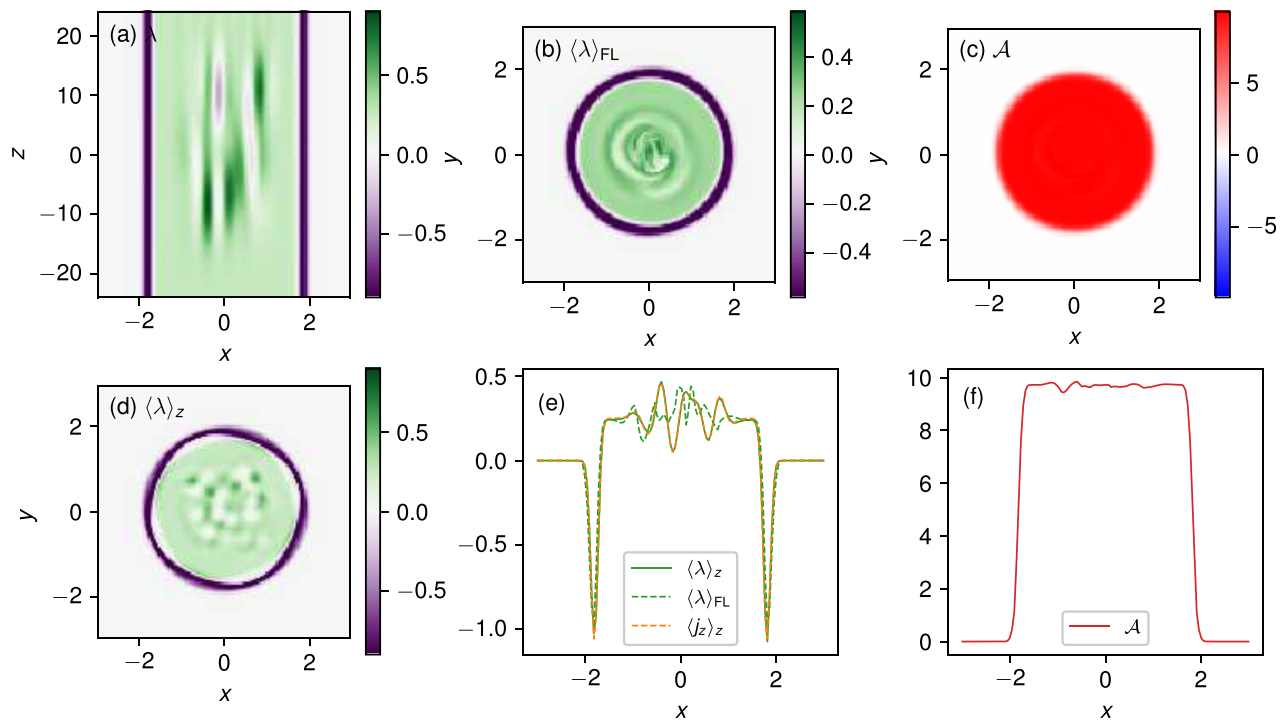 (a) λ
20
10
0
−10
−20
z
−2
0
2
x
0.5
0.0
−0.5
(b) ⟨λ⟩FL
2
0
−2
y
−2
0
2
x
0.4
0.2
0.0
−0.2
−0.4
(c) 𝒜
2
0
−2
y
−2
0
2
x
5
0
−5
(d) ⟨λ⟩z
2
0
−2
y
−2
0
2
x
0.5
0.0
−0.5
(e)
0.5
0.0
−0.5
−1.0
⟨λ⟩z
⟨λ⟩FL
⟨jz⟩z
−2
0
2
x
(f)
10
8
6
4
2
0
𝒜
−2
0
2
x